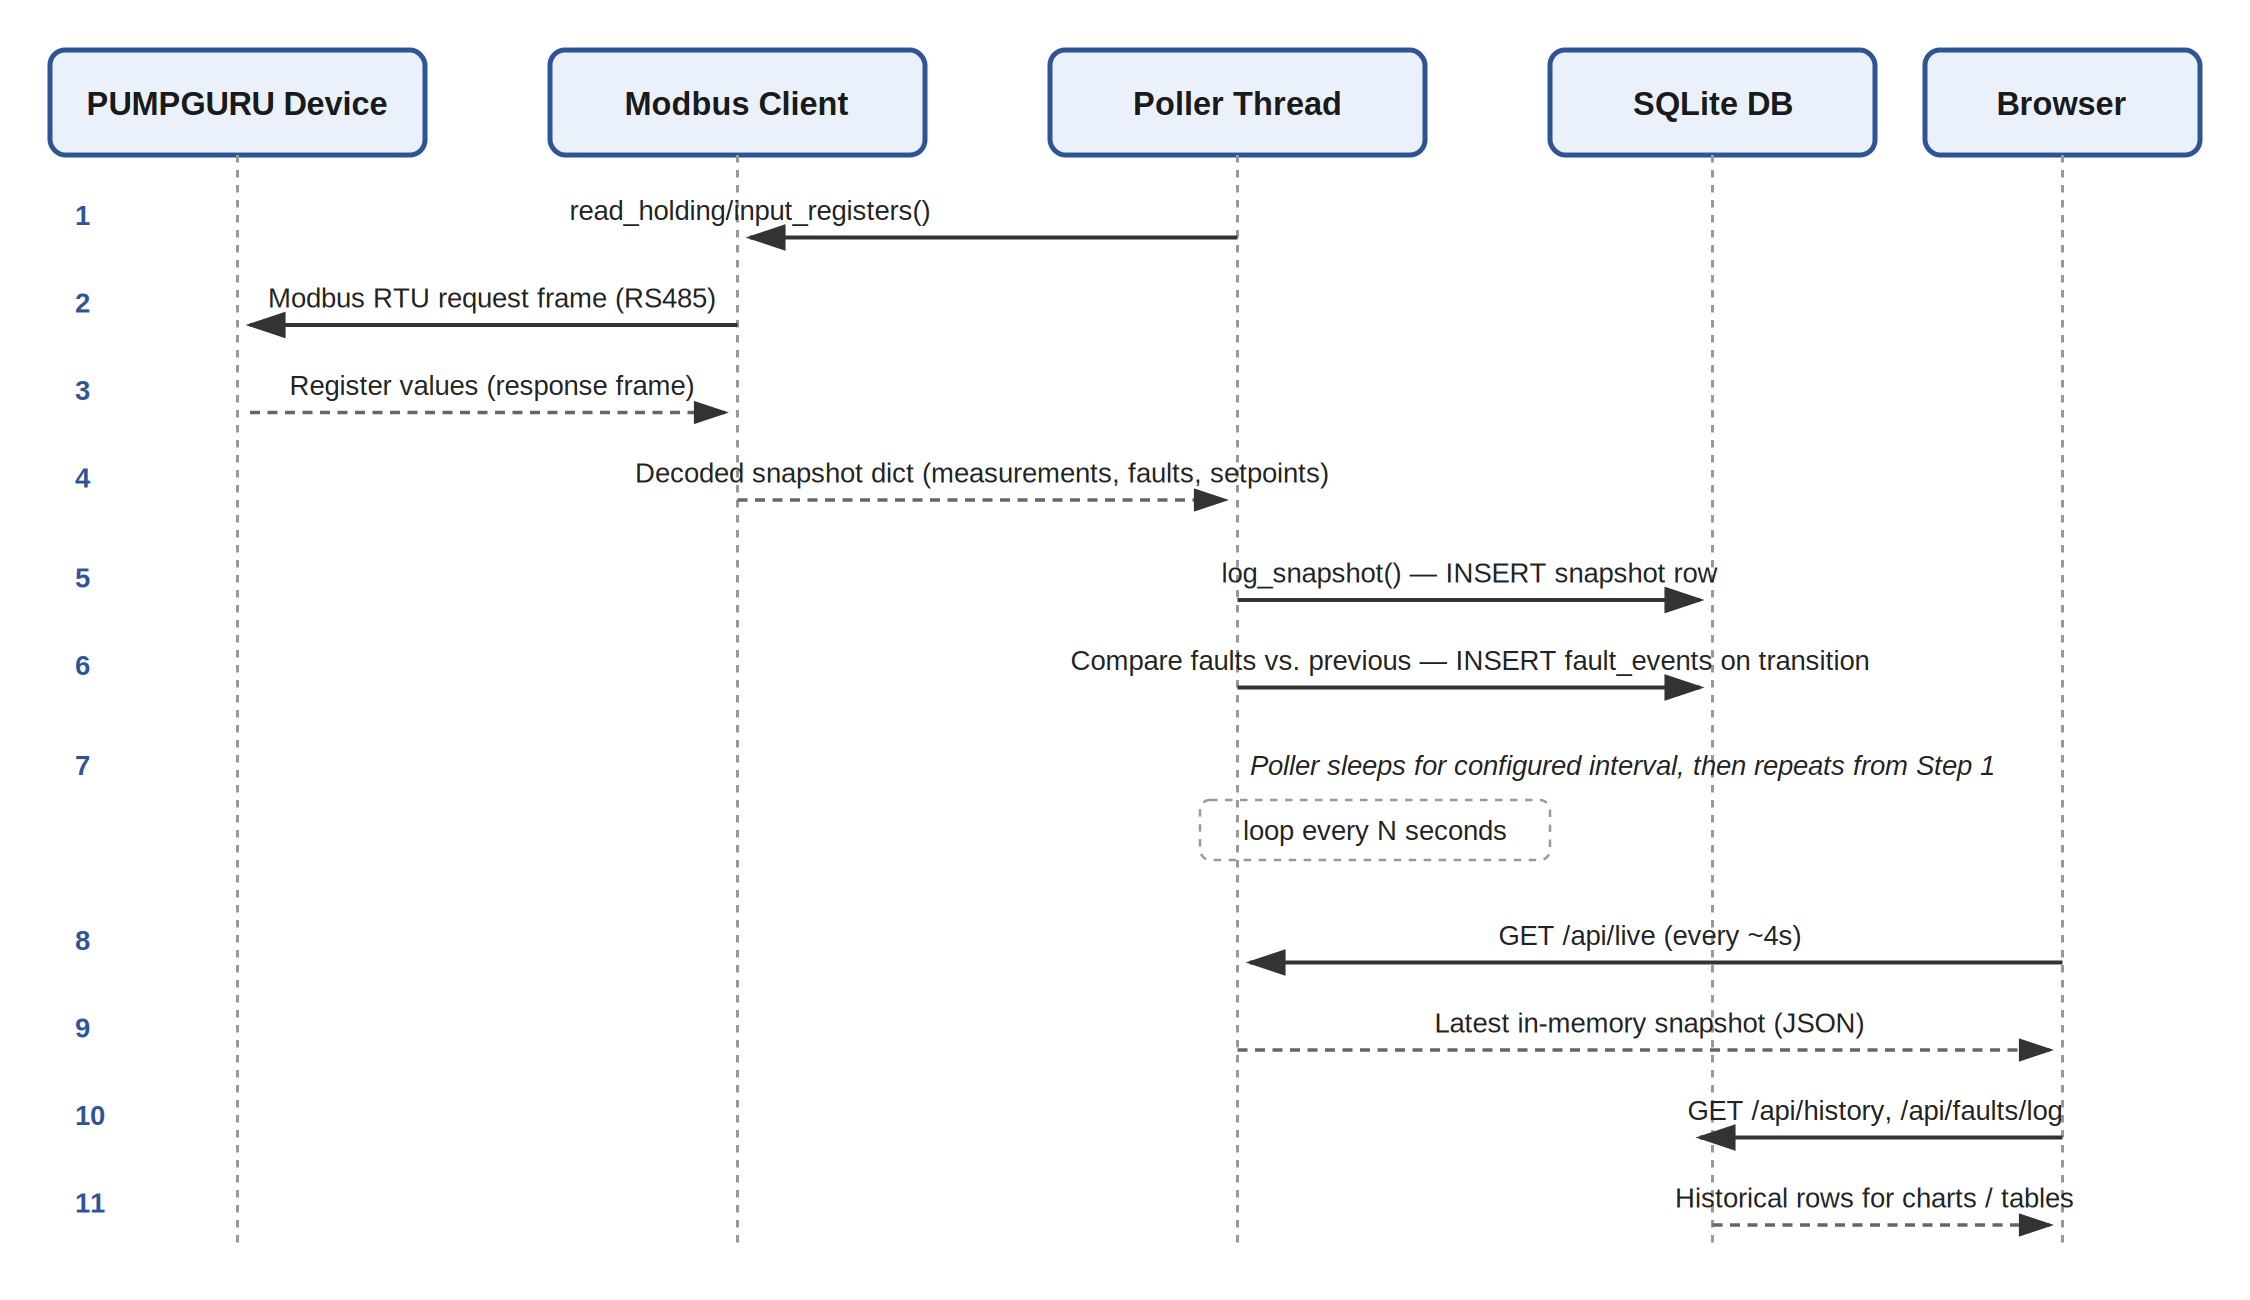 PUMPGURU Device
Modbus Client
Poller Thread
SQLite DB
Browser
1
read_holding/input_registers()
2
Modbus RTU request frame (RS485)
3
Register values (response frame)
4
Decoded snapshot dict (measurements, faults, setpoints)
5
log_snapshot() — INSERT snapshot row
6
Compare faults vs. previous — INSERT fault_events on transition
7
Poller sleeps for configured interval, then repeats from Step 1
loop every N seconds
8
GET /api/live (every ~4s)
9
Latest in-memory snapshot (JSON)
10
GET /api/history, /api/faults/log
11
Historical rows for charts / tables